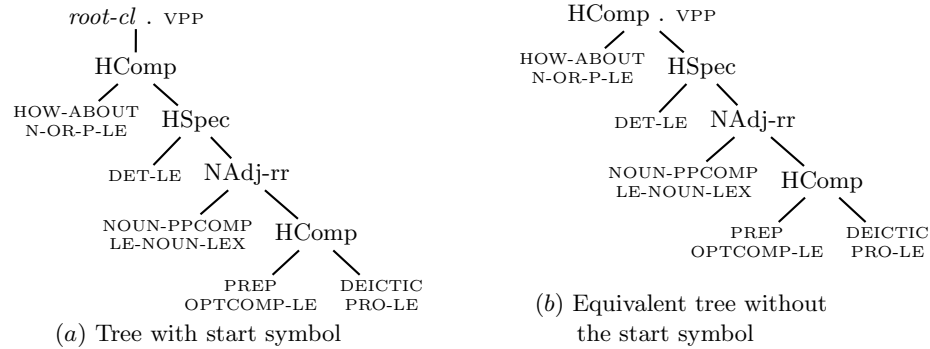 root-cl . VPP
HComp
HOW-ABOUT
N-OR-P-LE
HSpec
DET-LE
NAdj-rr
NOUN-PPCOMP
LE-NOUN-LEX
HComp
PREP
OPTCOMP-LE
DEICTIC
PRO-LE
(a) Tree with start symbol
HComp . VPP
HOW-ABOUT
N-OR-P-LE
HSpec
DET-LE
NAdj-rr
NOUN-PPCOMP
LE-NOUN-LEX
HComp
PREP
OPTCOMP-LE
DEICTIC
PRO-LE
(b) Equivalent tree without
the start symbol